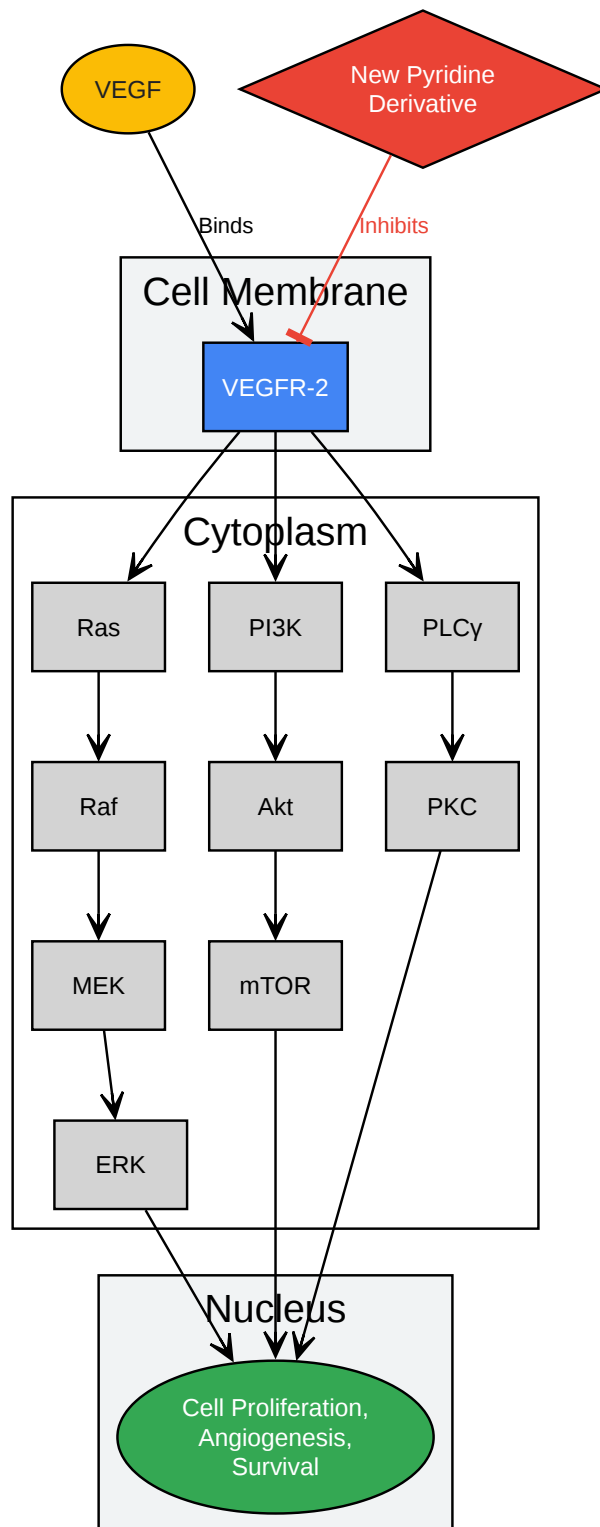 VEGF
New Pyridine
Derivative
Binds
Inhibits
Cell Membrane
VEGFR-2
Cytoplasm
Ras
PI3K
PLCγ
Raf
Akt
PKC
MEK
mTOR
ERK
Nucleus
Cell Proliferation,
Angiogenesis,
Survival